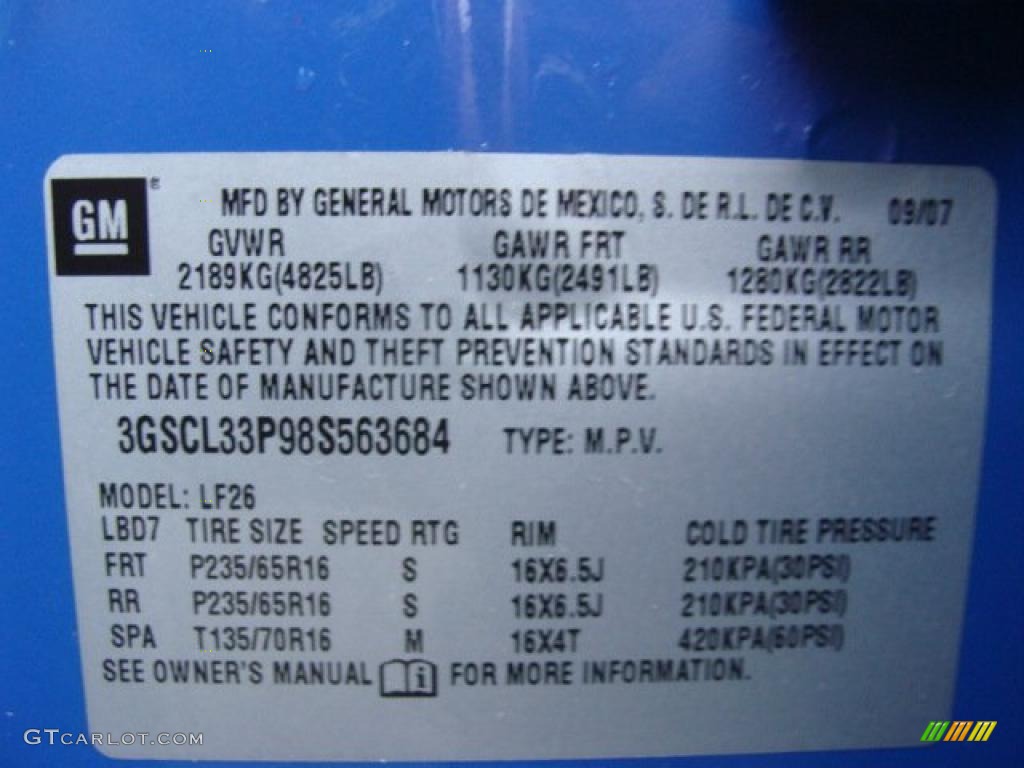 GM ®
MFD BY GENERAL MOTORS DE MEXICO, S. DE R.L. DE C.V. 09/07
GVWR GAWR FRT GAWR RR
2189KG(4825LB) 1130KG(2491LB) 1280KG(2822LB)
THIS VEHICLE CONFORMS TO ALL APPLICABLE U.S. FEDERAL MOTOR
VEHICLE SAFETY AND THEFT PREVENTION STANDARDS IN EFFECT ON
THE DATE OF MANUFACTURE SHOWN ABOVE.
3GSCL33P98S563684 TYPE: M.P.V.
MODEL: LF26
LBD7 TIRE SIZE SPEED RTG RIM COLD TIRE PRESSURE
FRT P235/65R16 S 16X6.5J 210KPA(30PSI)
RR P235/65R16 S 16X6.5J 210KPA(30PSI)
SPA T135/70R16 M 16X4T 420KPA(60PSI)
SEE OWNER'S MANUAL i FOR MORE INFORMATION.
GTCARLOT.COM